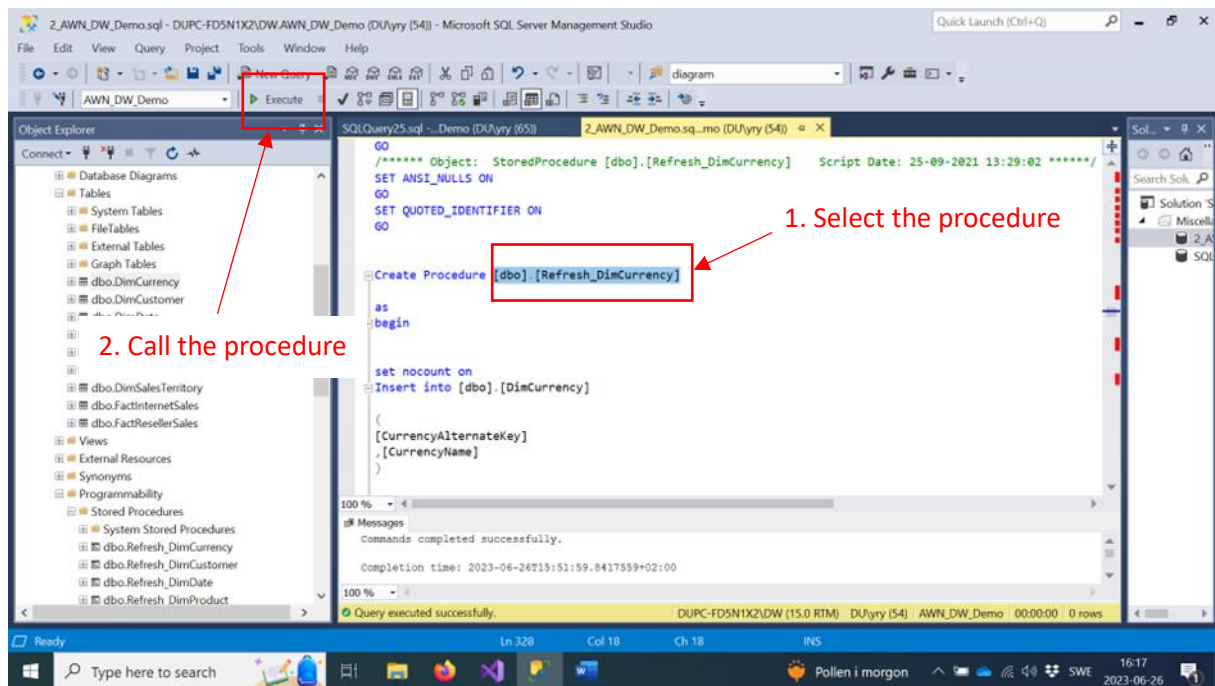 2_AWN_DW_Demo.sql - DUPC-FD5N1X2\DW.AWN_DW_Demo (DU\yry (54)) - Microsoft SQL Server Management Studio
Quick Launch (Ctrl+Q)
File Edit View Query Project Tools Window Help
New Query
diagram
AWN_DW_Demo
Execute
Object Explorer
SQLQuery25.sql -...Demo (DU\yry (65))
2_AWN_DW_Demo.sq...mo (DU\yry (54))
Sol...
Connect
Search Solu
Database Diagrams
Tables
System Tables
FileTables
External Tables
Graph Tables
dbo.DimCurrency
dbo.DimCustomer
dbo.DimDate
dbo.DimSalesTerritory
dbo.FactInternetSales
dbo.FactResellerSales
Views
External Resources
Synonyms
Programmability
Stored Procedures
System Stored Procedures
dbo.Refresh_DimCurrency
dbo.Refresh_DimCustomer
dbo.Refresh_DimDate
dbo.Refresh_DimProduct
2. Call the procedure
GO
/****** Object: StoredProcedure [dbo].[Refresh_DimCurrency] Script Date: 25-09-2021 13:29:02 ******/
SET ANSI_NULLS ON
GO
SET QUOTED_IDENTIFIER ON
GO
1. Select the procedure
Create Procedure [dbo].[Refresh_DimCurrency]
as
begin
set nocount on
Insert into [dbo].[DimCurrency]
(
[CurrencyAlternateKey]
,[CurrencyName]
)
100 %
Messages
Commands completed successfully.
Completion time: 2023-06-26T15:51:59.8417559+02:00
100 %
Query executed successfully.
DUPC-FD5N1X2\DW (15.0 RTM) DU\yry (54) AWN_DW_Demo 00:00:00 0 rows
Solution 'S
Miscella
2_A
SQL
Ready
Ln 328 Col 18 Ch 18 INS
Type here to search
Pollen i morgon
SWE
16:17
2023-06-26